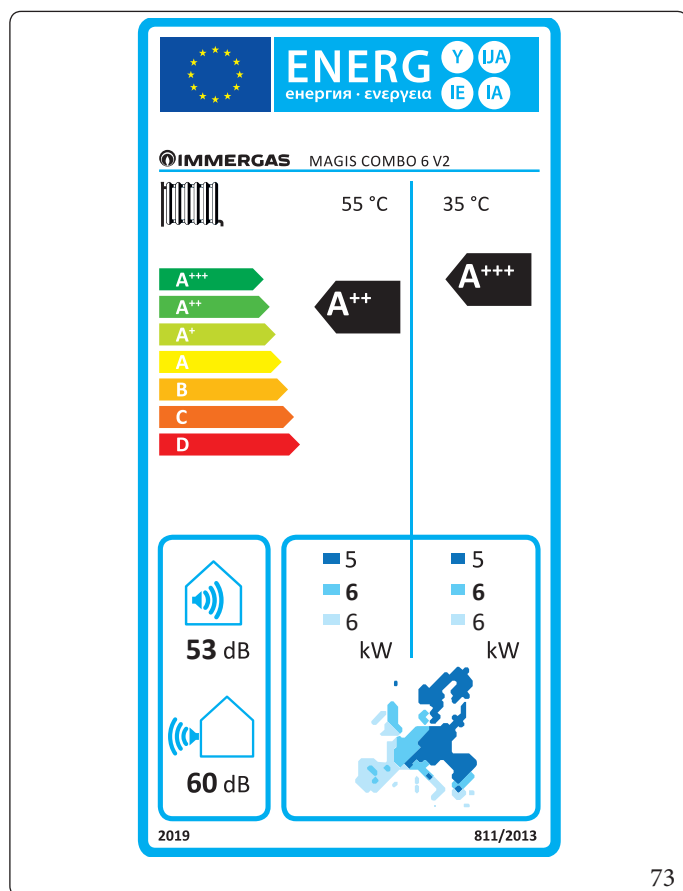 ENERG
енергия · ενεργεια
Y
IJA
IE
IA
IMMERGAS MAGIS COMBO 6 V2
55 °C
35 °C
A+++
A++
A+
A
B
C
D
A++
A+++
53 dB
60 dB
5
6
6
kW
5
6
6
kW
2019
811/2013
73